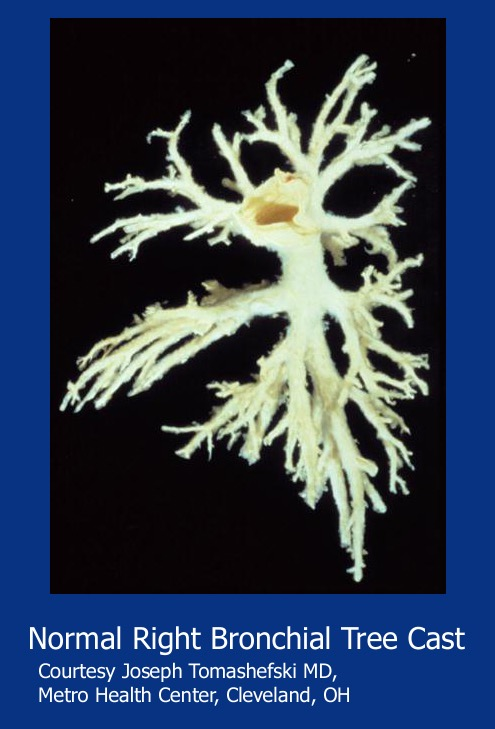 Normal Right Bronchial Tree Cast
Courtesy Joseph Tomashefski MD,
Metro Health Center, Cleveland, OH